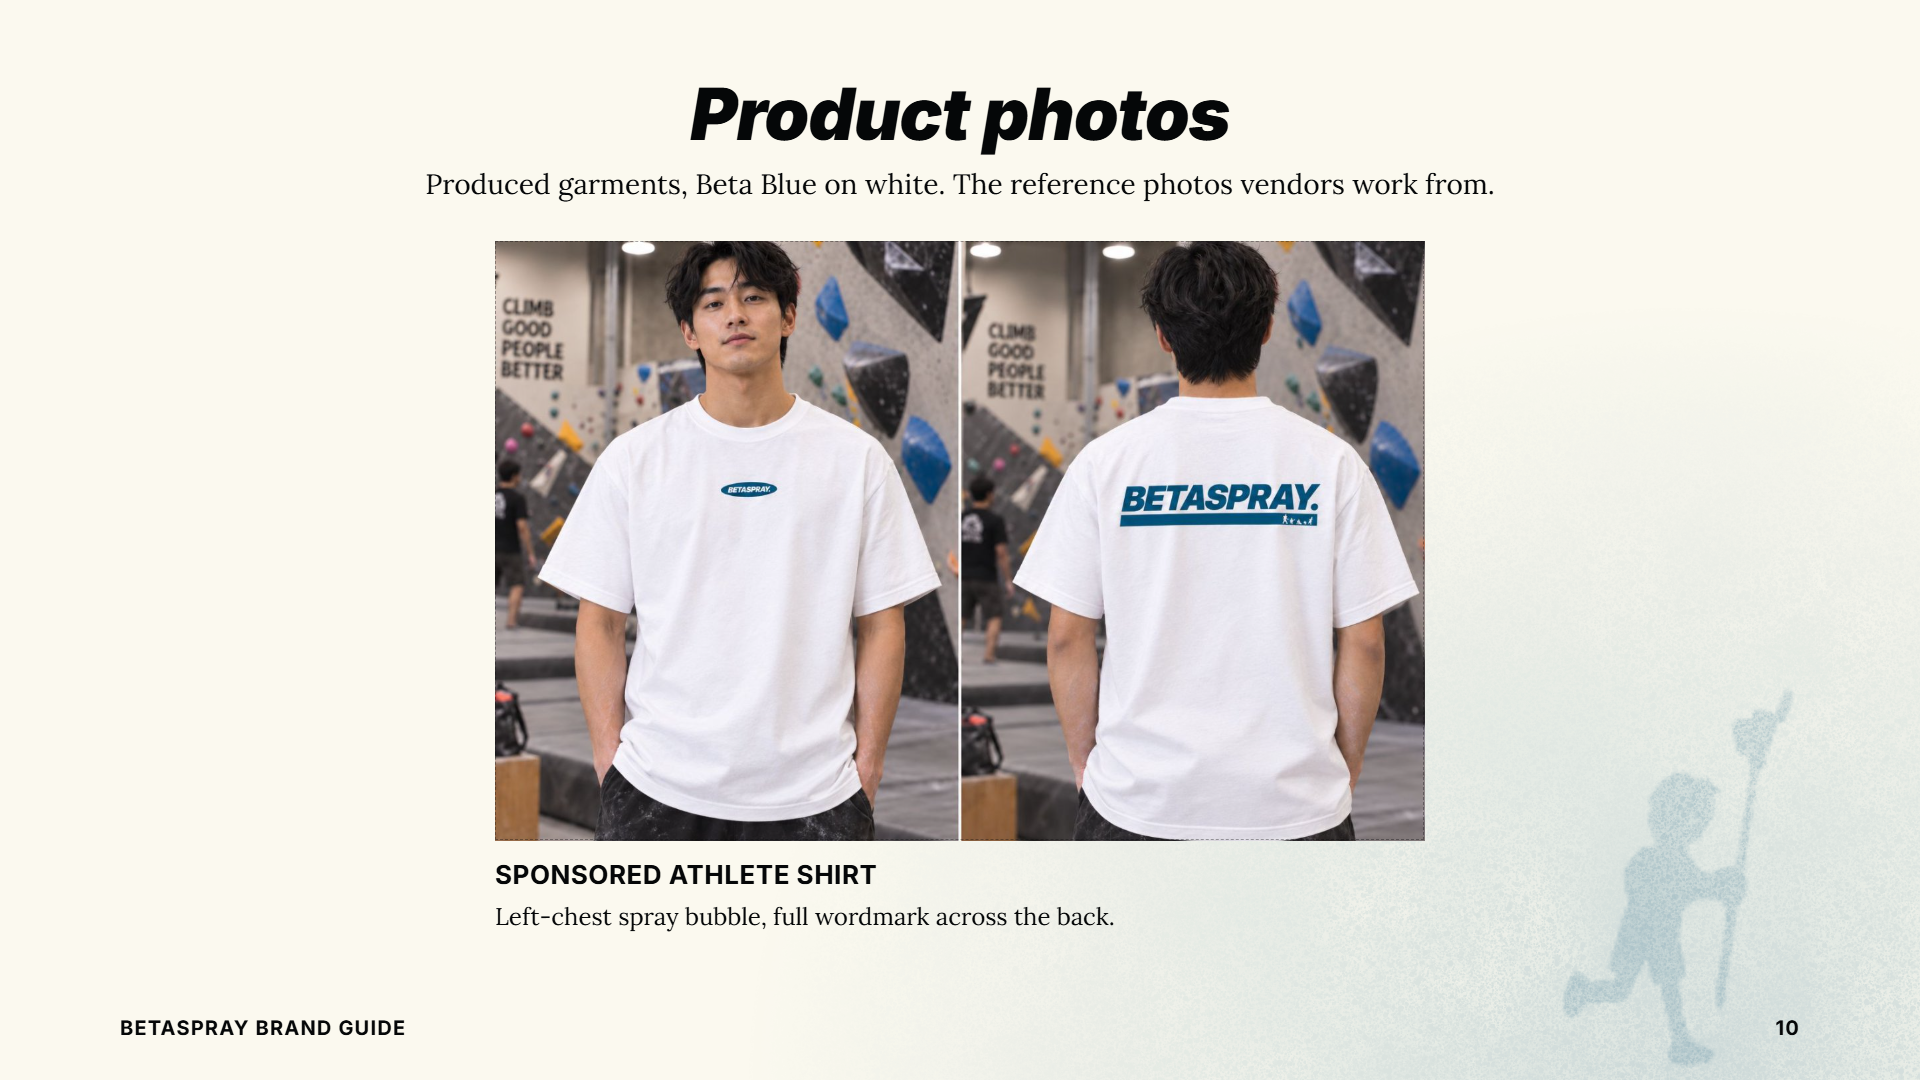 Product photos
Produced garments, Beta Blue on white. The reference photos vendors work from.
CLIMB
GOOD
PEOPLE
BETTER
BETASPRAY.
CLIMB
GOOD
PEOPLE
BETTER
BETASPRAY.
SPONSORED ATHLETE SHIRT
Left-chest spray bubble, full wordmark across the back.
BETASPRAY BRAND GUIDE
10